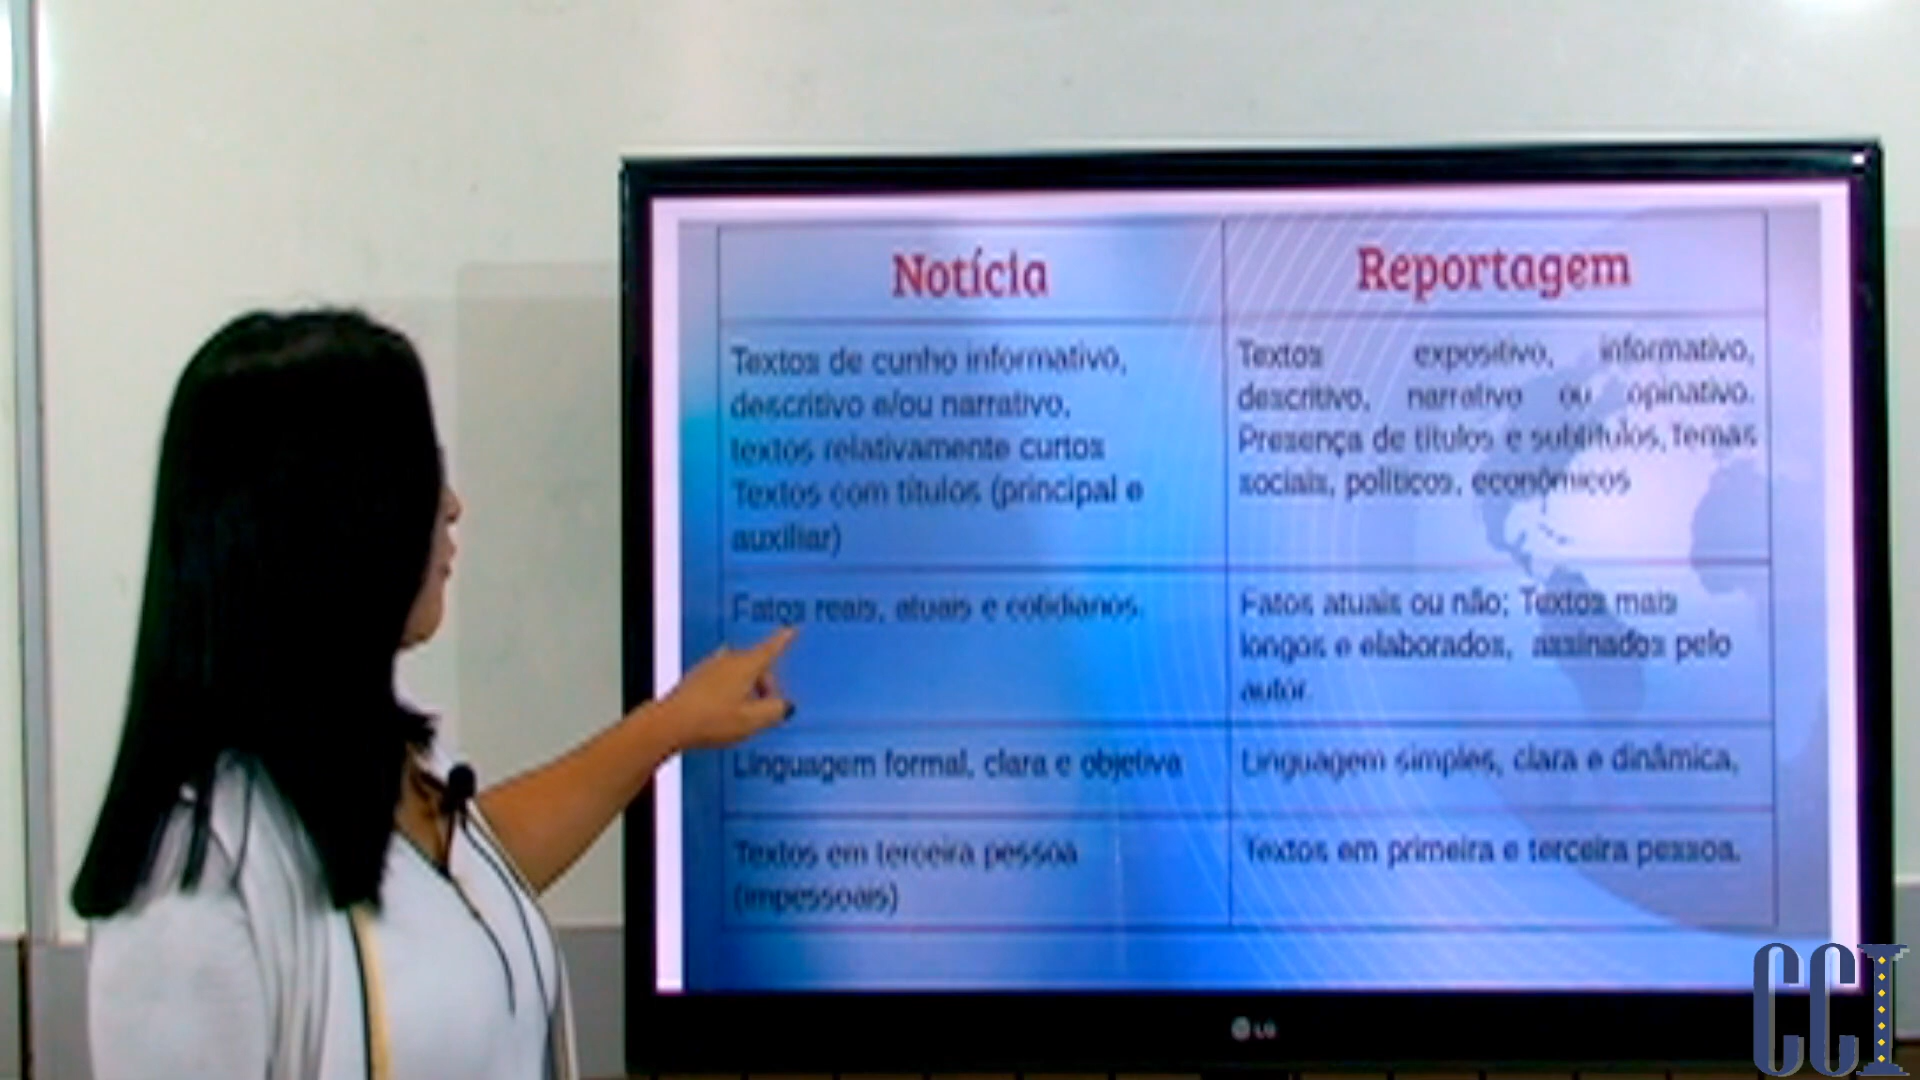 Notícia
Reportagem
Textos de cunho informativo,
descritivo e/ou narrativo.
textos relativamente curtos
Textos com títulos (principal e
auxiliar)
Textos expositivo, informativo,
descritivo, narrativo ou opinativo.
Presença de títulos e subtítulos. Temas
sociais, políticos, econômicos
Fatos reais, atuais e cotidianos.
Fatos atuais ou não; Textos mais
longos e elaborados, assinados pelo
autor.
Linguagem formal, clara e objetiva
Linguagem simples, clara e dinâmica,
Textos em terceira pessoa
(impessoais)
Textos em primeira e terceira pessoa.
LG
CCI